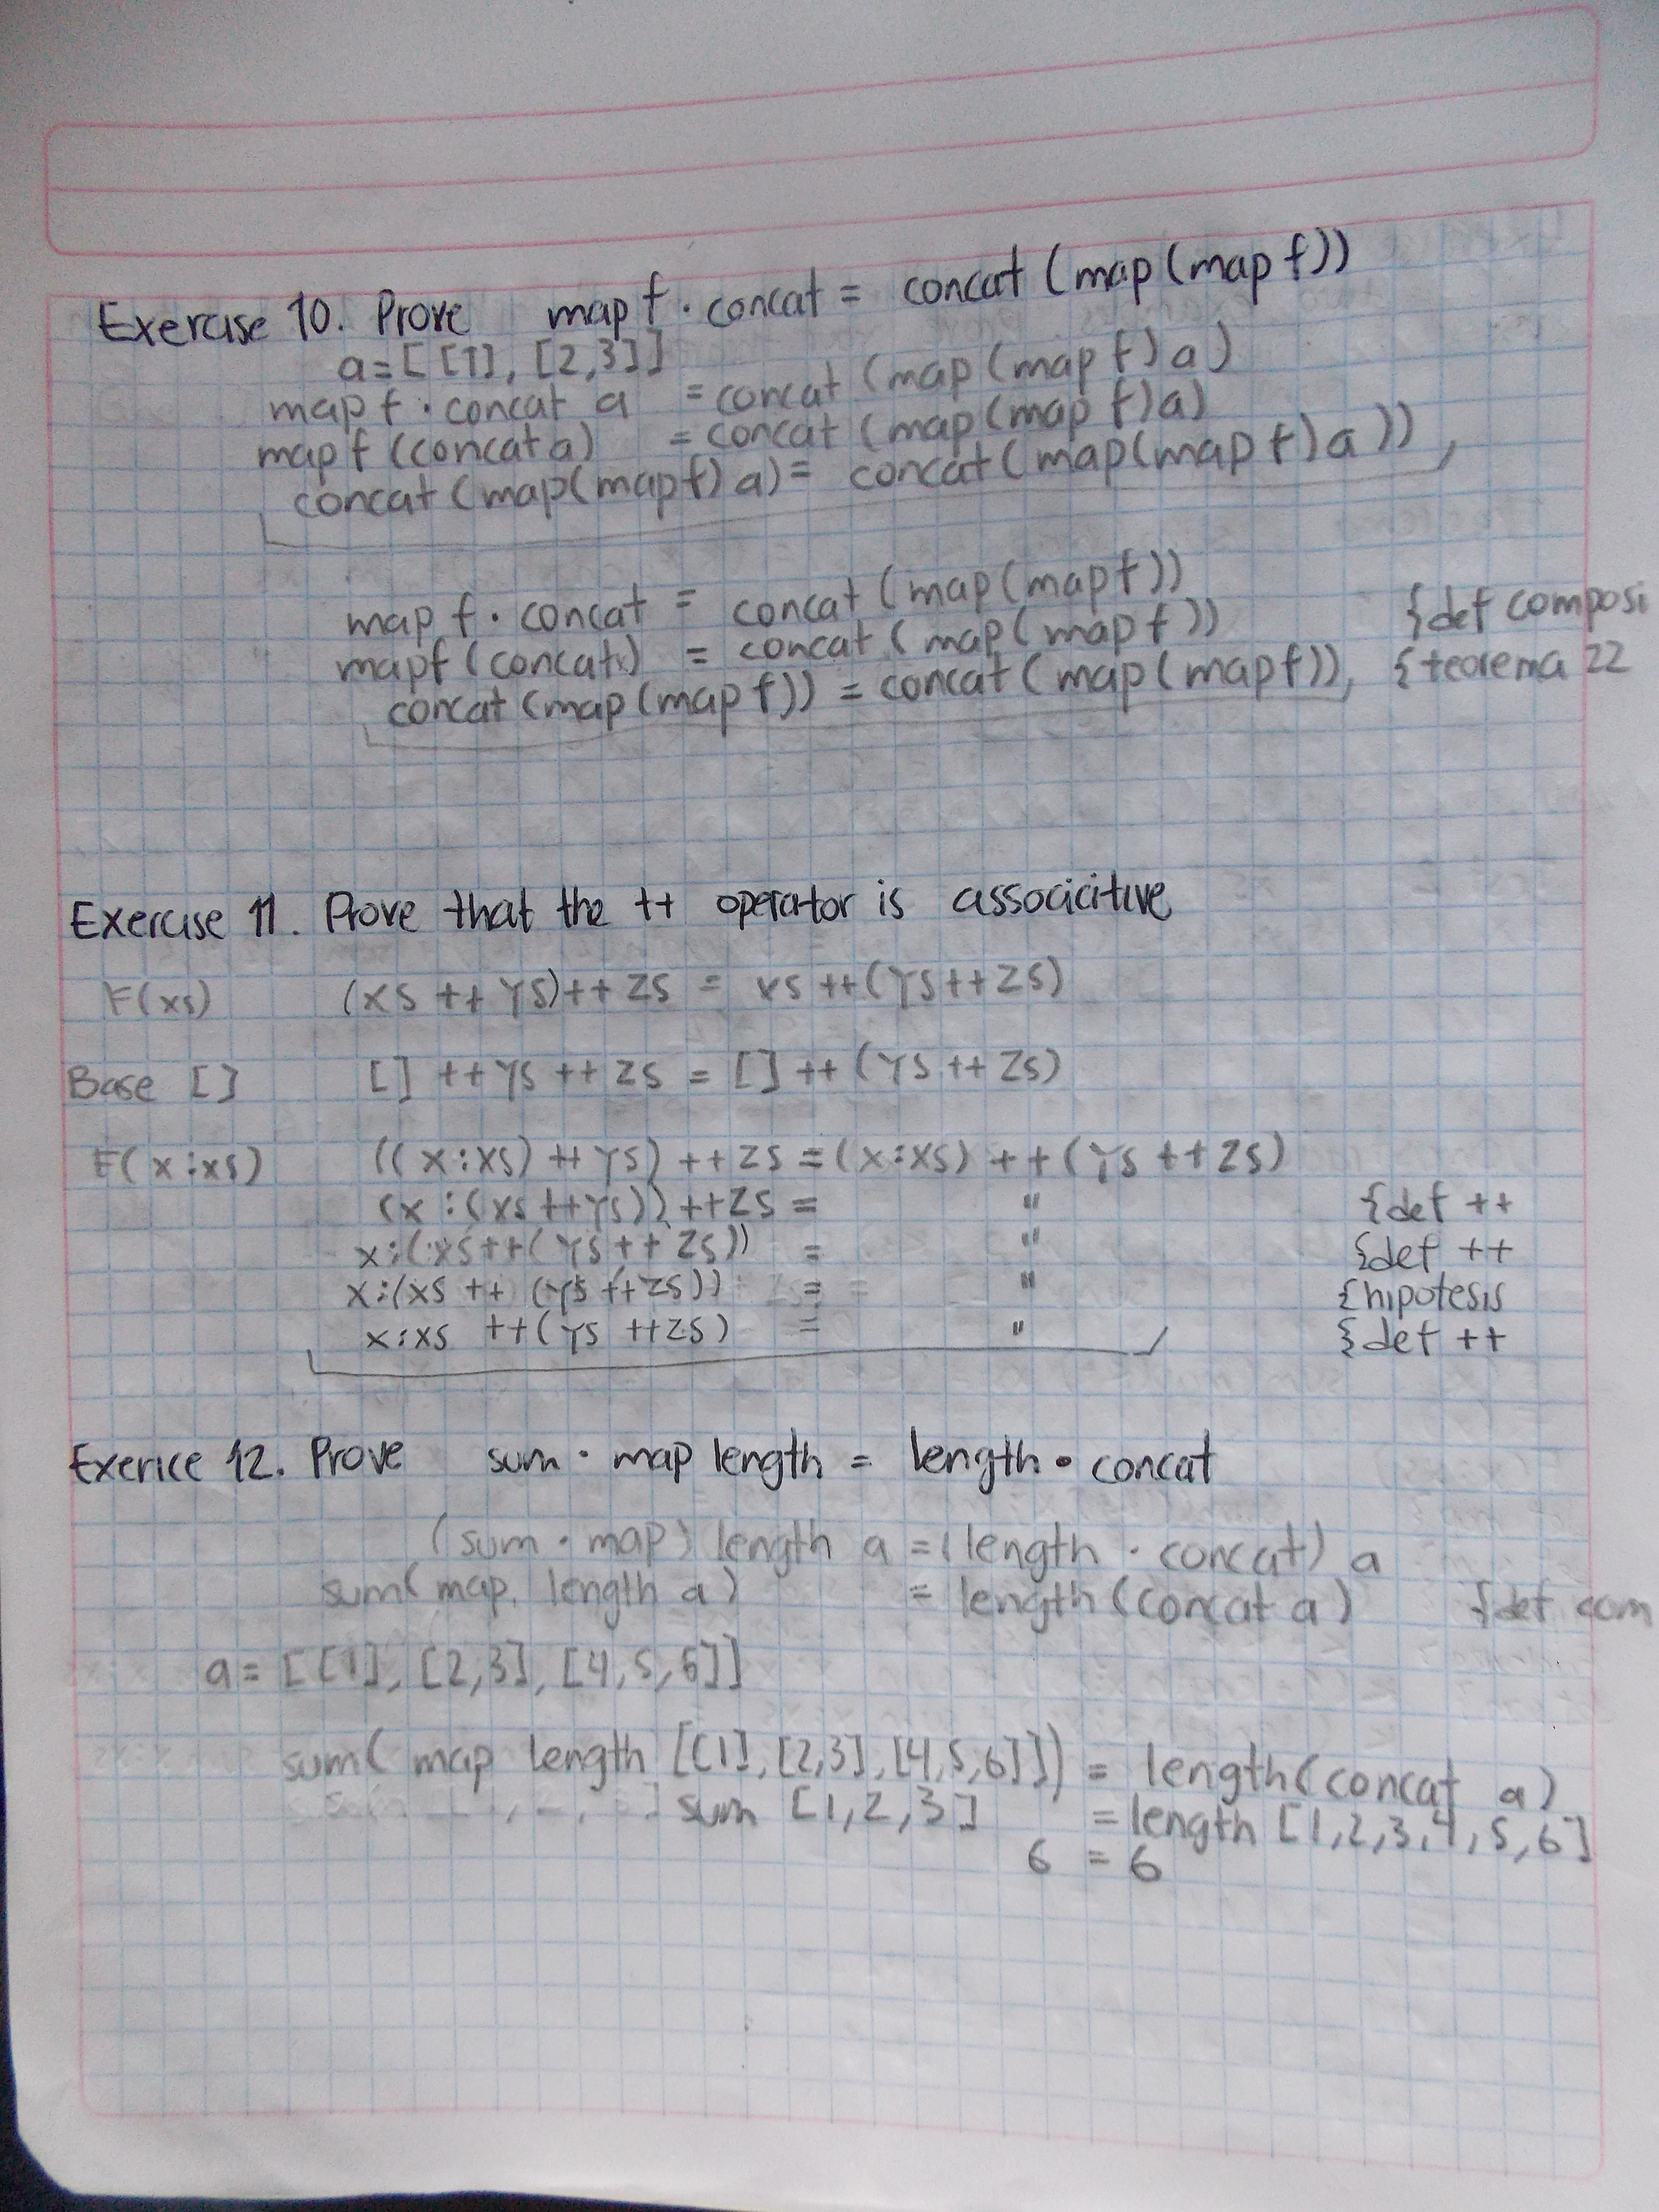 Exercise 10. Prove map f · concat = concat (map (map f))
a=[[1], [2,3]]
map f · concat a = concat (map (map f) a)
map f (concat a) = concat (map (map f) a)
concat (map(map f) a) = concat (map(map f) a))
map f · concat = concat (map (map f)) {def composi
map f (concat) = concat (map (map f))
concat (map (map f)) = concat (map (map f)) {teorema 22
Exercise 11. Prove that the ++ operator is associcitive
F(xs) (xs ++ ys)++ zs = xs ++(ys++zs)
Base [] [] ++ ys ++ zs = [] ++ (ys ++ zs)
F(x:xs) ((x:xs) ++ ys) ++ zs = (x:xs) ++ (ys ++ zs)
(x:(xs ++ys)) ++zs = " {def ++
x:(xs++(ys++ zs)) = " {def ++
x:(xs ++ (ys ++zs)) = " {hipotesis
x:xs ++(ys ++zs) = " {def ++
Exerice 12. Prove sum · map length = length · concat
(sum · map) length a = (length · concat) a
sum(map length a) = length (concat a) {def com
a= [[1], [2,3], [4,5,6]]
sum( map length [[1], [2,3], [4,5,6]]) = length (concat a)
sum [1,2,3] = length [1,2,3,4,5,6]
6 = 6